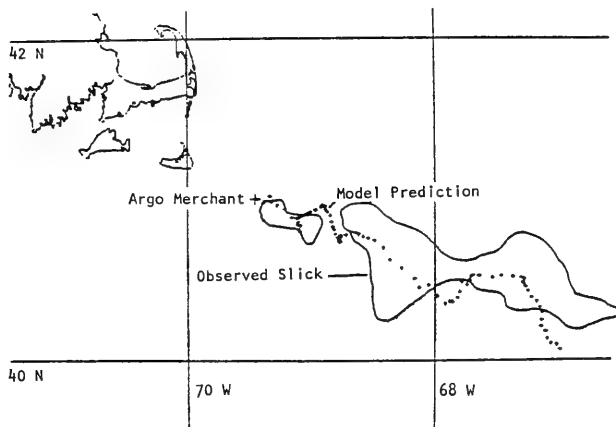 42 N
Argo Merchant + Model Prediction
Observed Slick
40 N
70 W 68 W